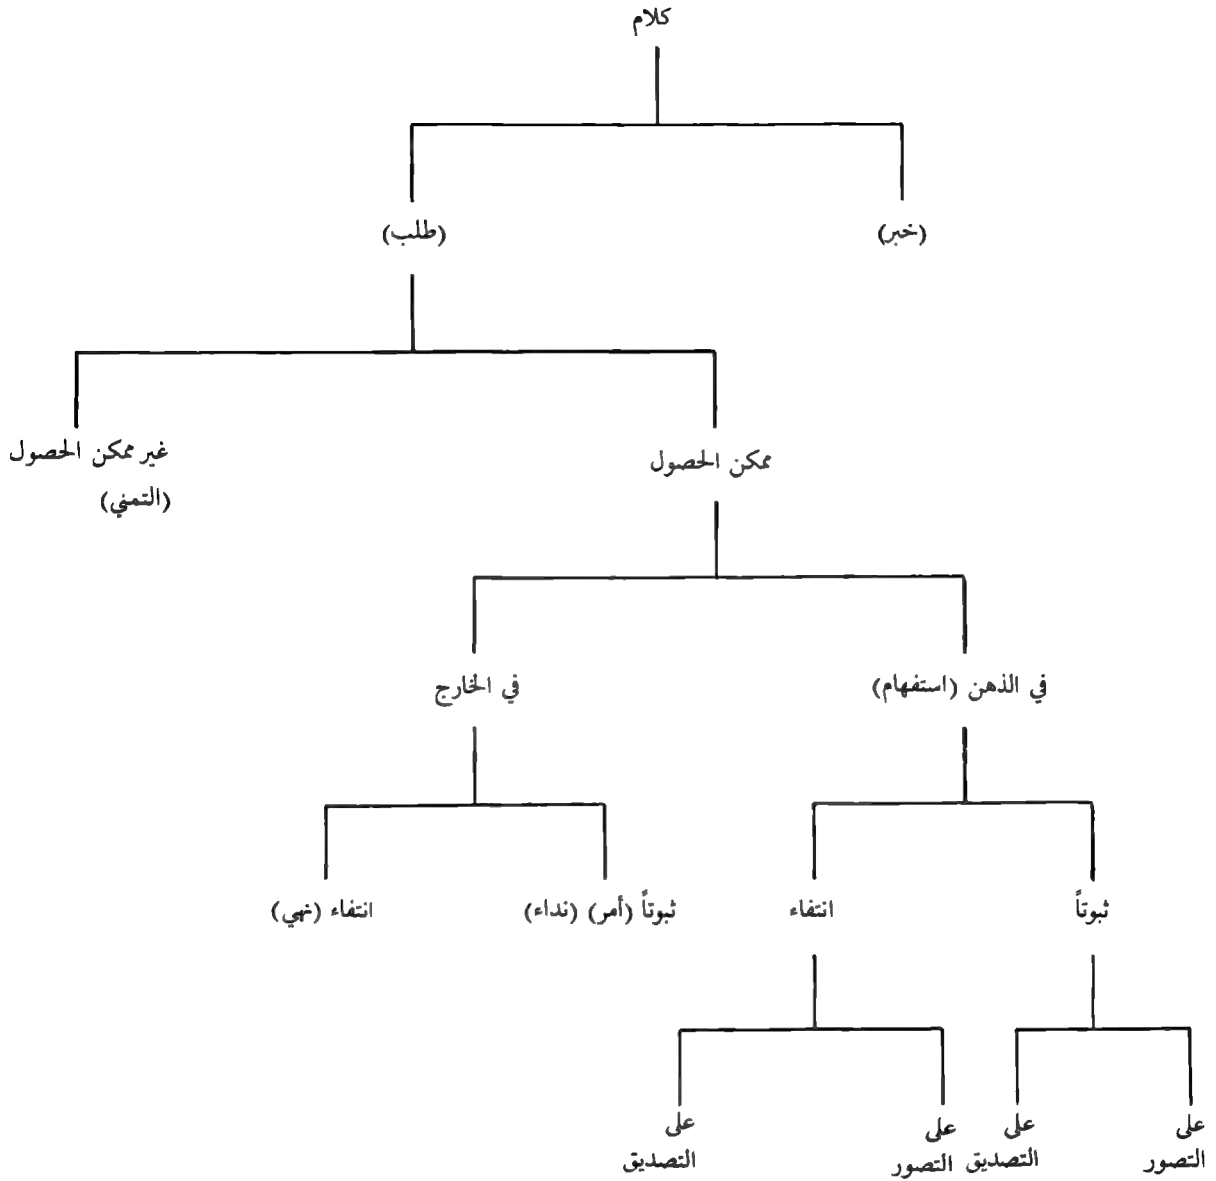 كلام
(خبر)
(طلب)
ممكن الحصول
غير ممكن الحصول
(التمني)
في الذهن (استفهام)
في الخارج
ثبوتاً
انتفاء
ثبوتاً (أمر) (نداء)
انتفاء (نهي)
على
التصور
على
التصديق
على
التصور
على
التصديق